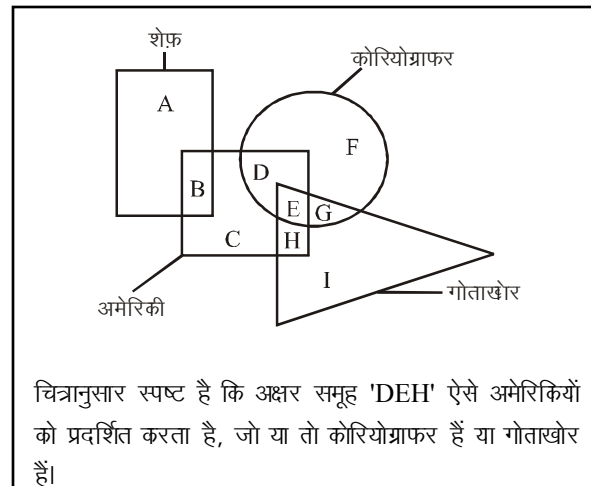 शेफ़
कोरियोग्राफर
A
F
D
B
E
G
C
H
I
गोताखोर
अमेरिकी
चित्रानुसार स्पष्ट है कि अक्षर समूह 'DEH' ऐसे अमेरिकियों
को प्रदर्शित करता है, जो या तो कोरियोग्राफर हैं या गोताखोर
हैं।